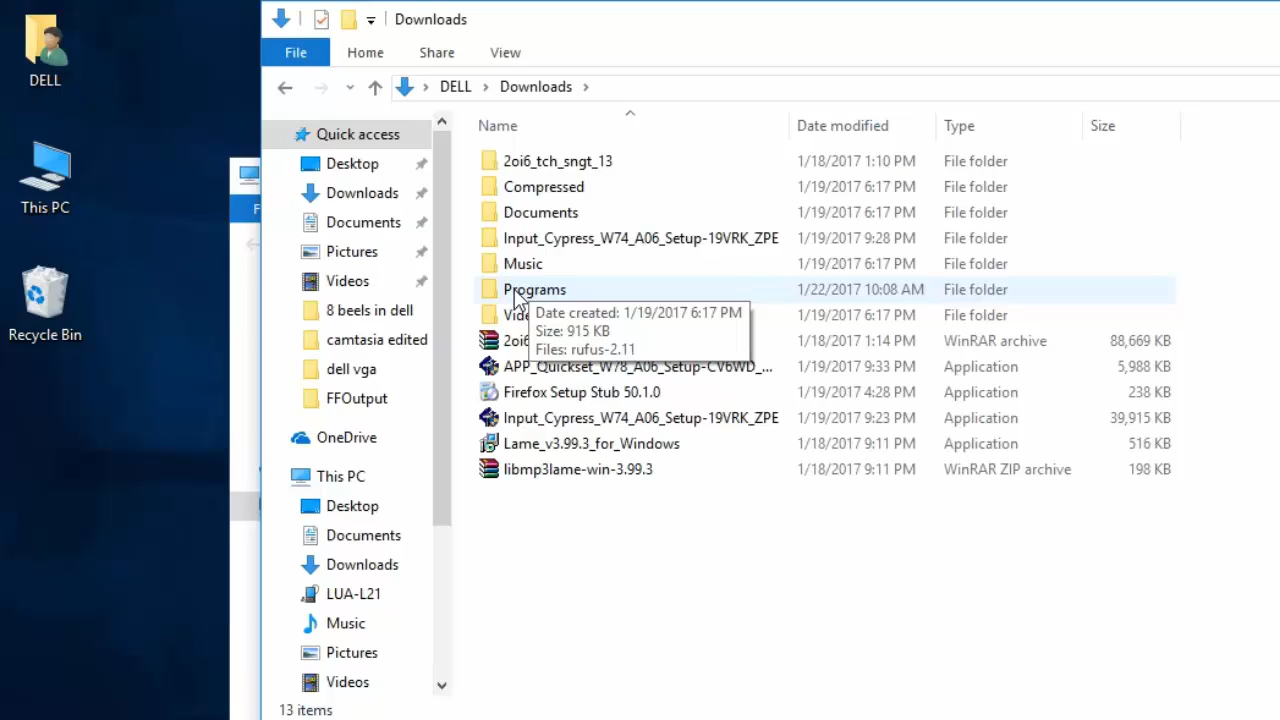 DELL
This PC
Recycle Bin
Downloads
File Home Share View
DELL Downloads
Quick access
Desktop
Downloads
Documents
Pictures
Videos
8 beels in dell
camtasia edited
dell vga
FFOutput
OneDrive
This PC
Desktop
Documents
Downloads
LUA-L21
Music
Pictures
Videos
13 items
Name Date modified Type Size
2oi6_tch_sngt_13 1/18/2017 1:10 PM File folder
Compressed 1/19/2017 6:17 PM File folder
Documents 1/19/2017 6:17 PM File folder
Input_Cypress_W74_A06_Setup-19VRK_ZPE 1/19/2017 9:28 PM File folder
Music 1/19/2017 6:17 PM File folder
Programs 1/22/2017 10:08 AM File folder
1/19/2017 6:17 PM File folder
1/18/2017 1:14 PM WinRAR archive 88,669 KB
APP_Quickset_W78_A06_Setup-CV6WD_... 1/19/2017 9:33 PM Application 5,988 KB
Firefox Setup Stub 50.1.0 1/19/2017 4:28 PM Application 238 KB
Input_Cypress_W74_A06_Setup-19VRK_ZPE 1/19/2017 9:23 PM Application 39,915 KB
Lame_v3.99.3_for_Windows 1/18/2017 9:11 PM Application 516 KB
libmp3lame-win-3.99.3 1/18/2017 9:11 PM WinRAR ZIP archive 198 KB
Date created: 1/19/2017 6:17 PM
Size: 915 KB
Files: rufus-2.11